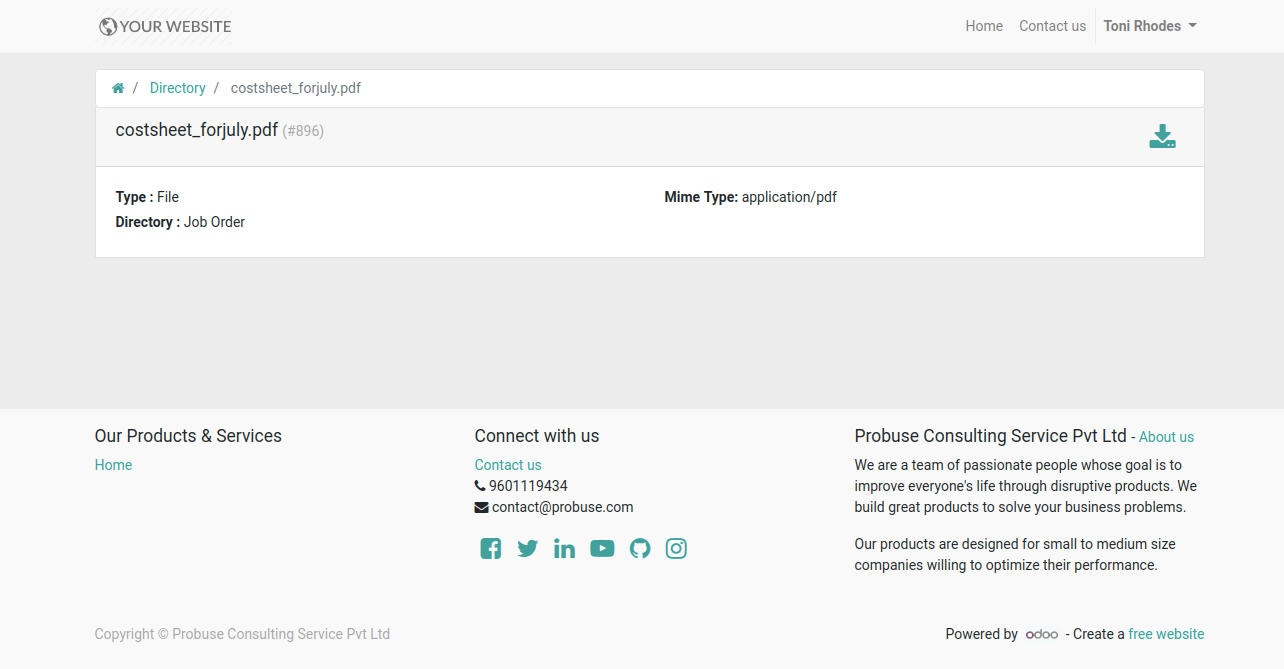 YOUR WEBSITE
Home Contact us Toni Rhodes
/ Directory / costsheet_forjuly.pdf
costsheet_forjuly.pdf (#896)
Type : File Mime Type: application/pdf
Directory : Job Order
Our Products & Services
Home
Connect with us
Contact us
9601119434
contact@probuse.com
Probuse Consulting Service Pvt Ltd - About us
We are a team of passionate people whose goal is to
improve everyone's life through disruptive products. We
build great products to solve your business problems.
Our products are designed for small to medium size
companies willing to optimize their performance.
Copyright © Probuse Consulting Service Pvt Ltd
Powered by odoo - Create a free website